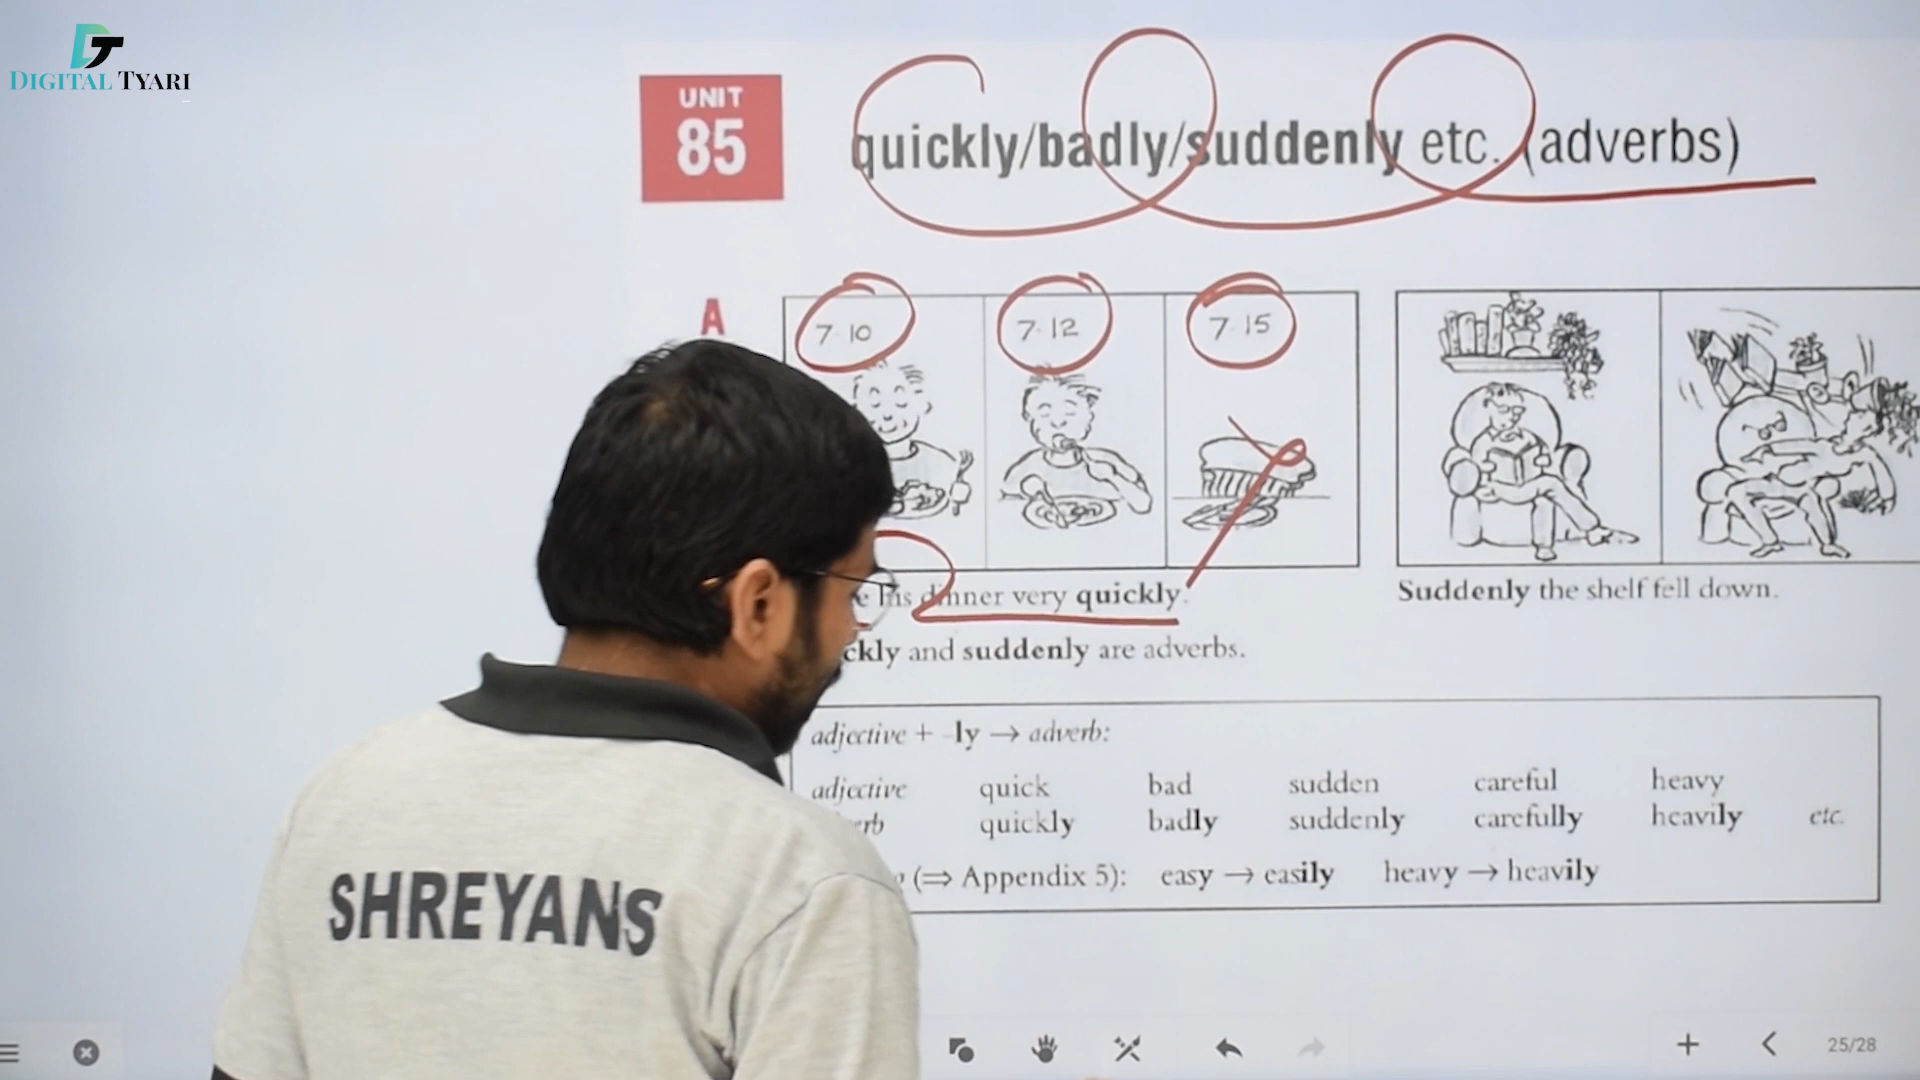 DT
DIGITAL TYARI
UNIT
85
quickly/badly/suddenly etc. (adverbs)
A
7.10
7.12
7.15
his dinner very quickly.
Suddenly the shelf fell down.
ckly and suddenly are adverbs.
adjective + -ly → adverb:
adjective quick bad sudden careful heavy
erb quickly badly suddenly carefully heavily etc.
(⇒ Appendix 5): easy → easily heavy → heavily
SHREYANS
25/28